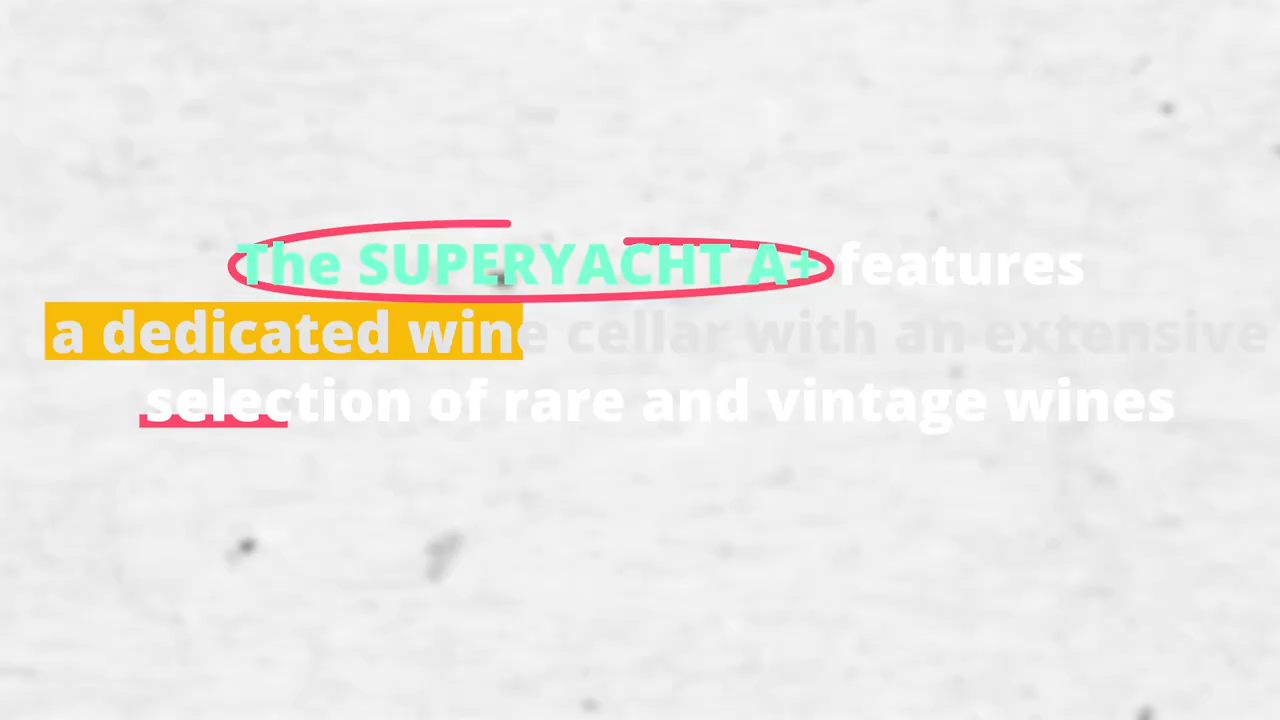 The SUPERYACHT A+ features
a dedicated wine cellar with an extensive
selection of rare and vintage wines